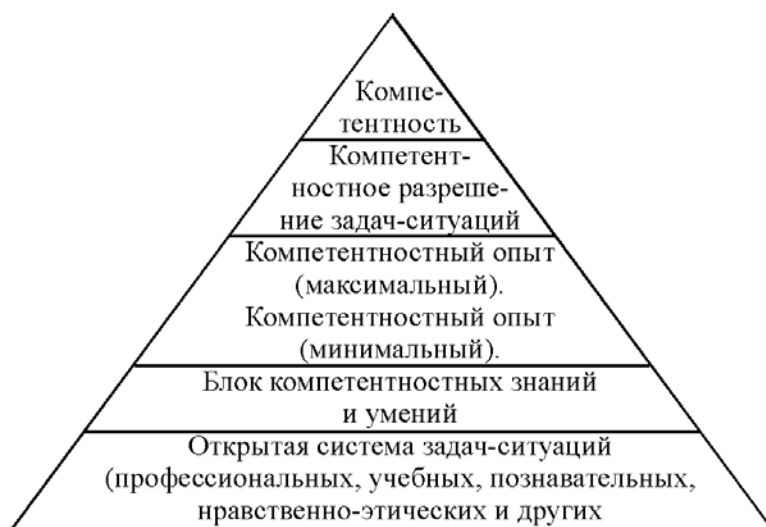 Компе-
тентность
Компетент-
ностное разреше-
ние задач-ситуаций
Компетентностный опыт
(максимальный).
Компетентностный опыт
(минимальный).
Блок компетентностных знаний
и умений
Открытая система задач-ситуаций
(профессиональных, учебных, познавательных,
нравственно-этических и других